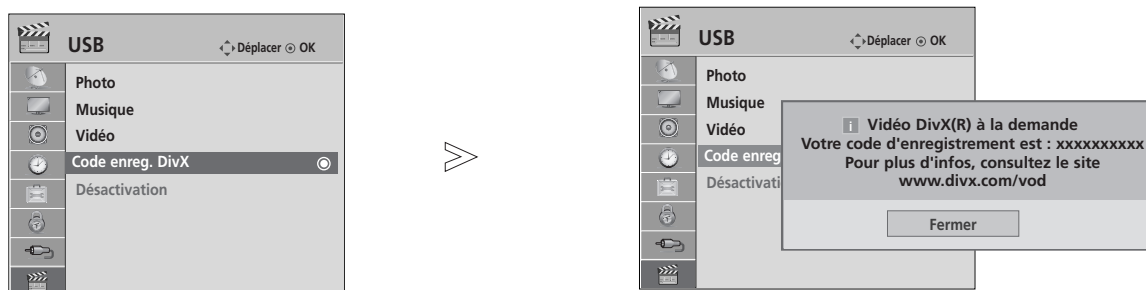 USB
Déplacer OK
Photo
Musique
Vidéo
Code enreg. DivX
Désactivation
USB
Déplacer OK
Photo
Musique
Vidéo
Code enreg
Désactivati
i Vidéo DivX(R) à la demande
Votre code d'enregistrement est : xxxxxxxxxx
Pour plus d'infos, consultez le site
www.divx.com/vod
Fermer